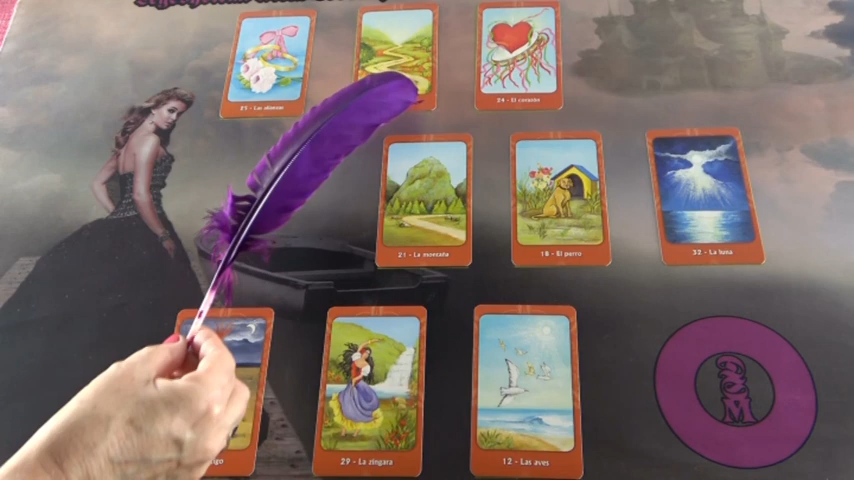 25 - Las alianzas
24 - El corazón
21 - La montaña
18 - El perro
32 - La luna
29 - La zíngara
12 - Las aves